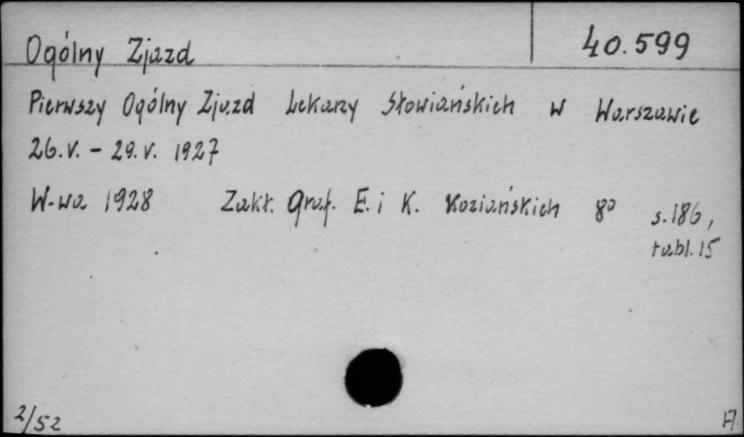 Ogólny Zjazd 40.599
Pierwszy Ogólny Zjazd Lekarzy Słowiańskich w Warszawie
26.V. - 29.V. 1927
W-wa 1928 Zakł. Graf. E. i K. Koziańskich 8º s.186,
tabl.15
2/52 A.